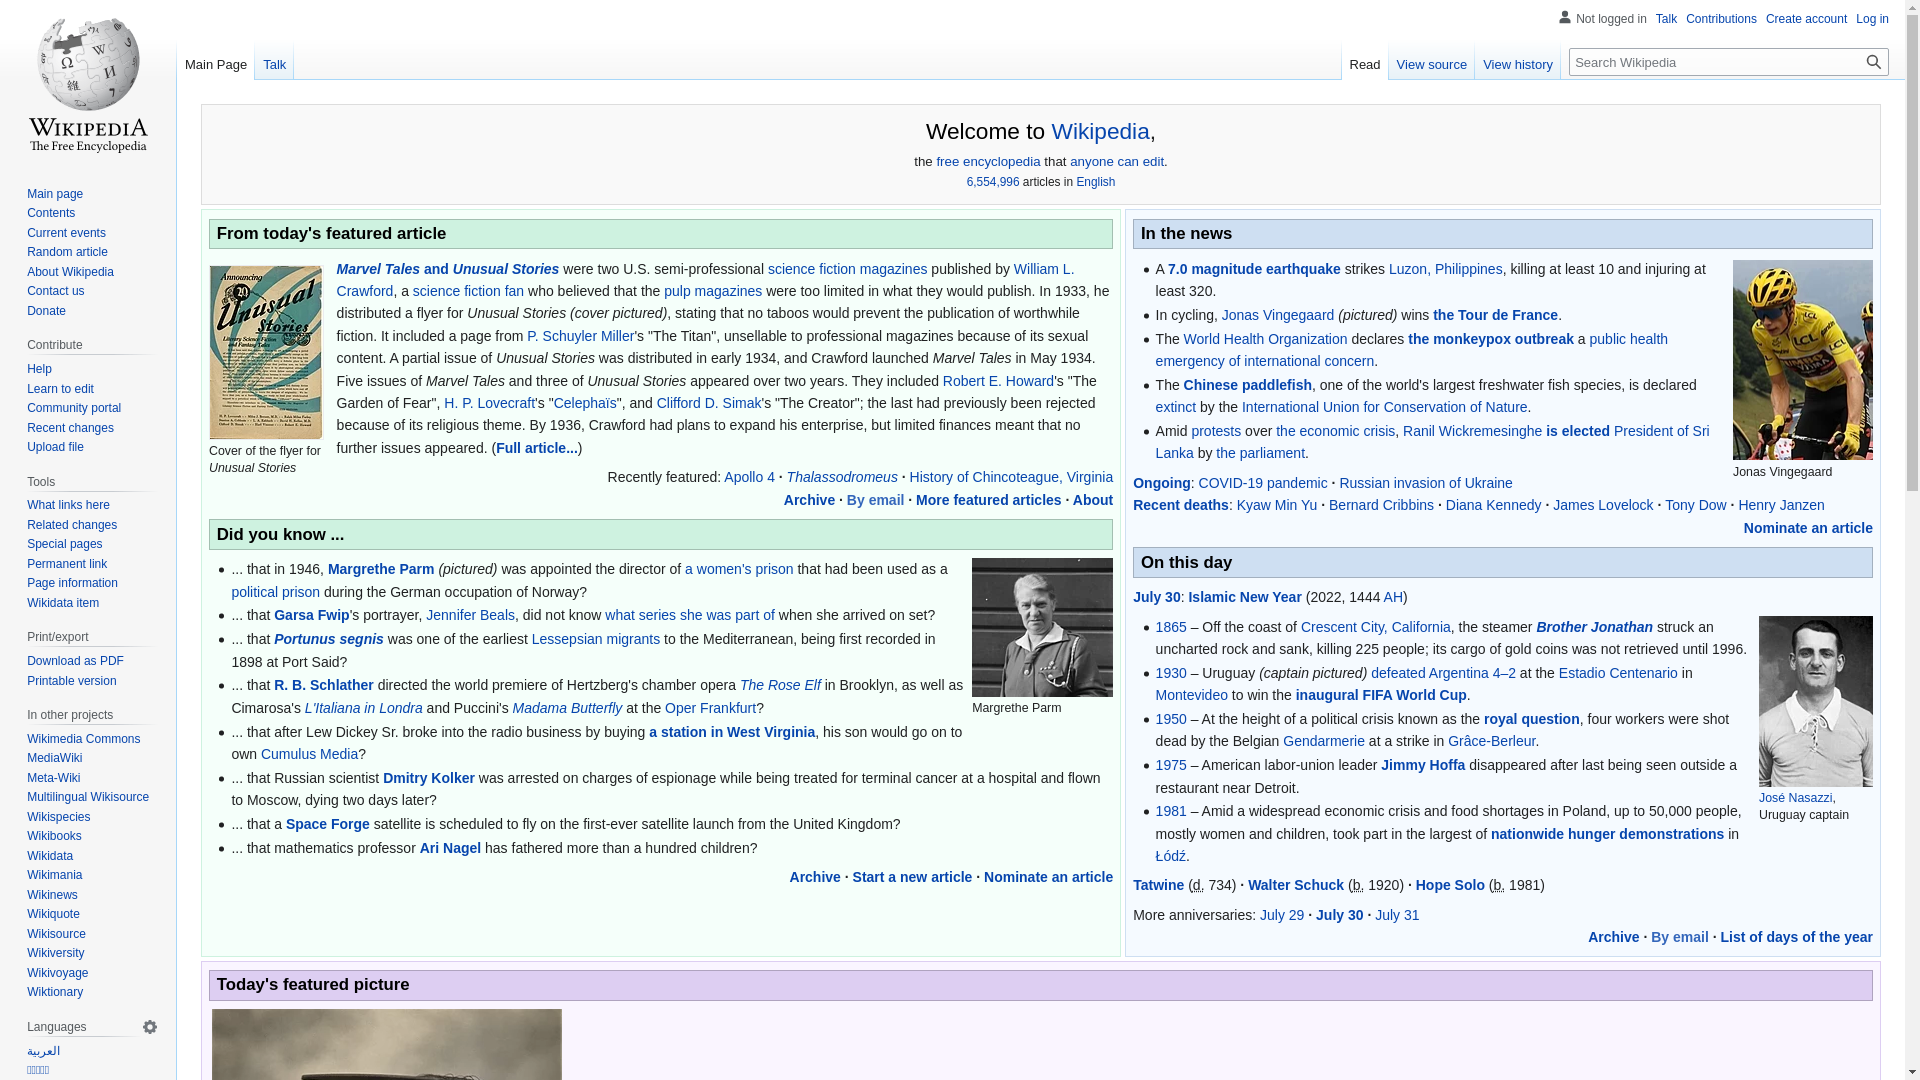 Not logged in Talk Contributions Create account Log in
WIKIPEDIA
The Free Encyclopedia
Main Page Talk
Read View source View history Search Wikipedia
Main page
Contents
Current events
Random article
About Wikipedia
Contact us
Donate
Contribute
Help
Learn to edit
Community portal
Recent changes
Upload file
Tools
What links here
Related changes
Special pages
Permanent link
Page information
Wikidata item
Print/export
Download as PDF
Printable version
In other projects
Wikimedia Commons
MediaWiki
Meta-Wiki
Multilingual Wikisource
Wikispecies
Wikibooks
Wikidata
Wikimania
Wikinews
Wikiquote
Wikisource
Wikiversity
Wikivoyage
Wiktionary
Languages
العربية
Welcome to Wikipedia,
the free encyclopedia that anyone can edit.
6,554,996 articles in English
From today's featured article
Announcing
Unusual
Stories
Cover of the flyer for
Unusual Stories
Marvel Tales and Unusual Stories were two U.S. semi-professional science fiction magazines published by William L.
Crawford, a science fiction fan who believed that the pulp magazines were too limited in what they would publish. In 1933, he
distributed a flyer for Unusual Stories (cover pictured), stating that no taboos would prevent the publication of worthwhile
fiction. It included a page from P. Schuyler Miller's "The Titan", unsellable to professional magazines because of its sexual
content. A partial issue of Unusual Stories was distributed in early 1934, and Crawford launched Marvel Tales in May 1934.
Five issues of Marvel Tales and three of Unusual Stories appeared over two years. They included Robert E. Howard's "The
Garden of Fear", H. P. Lovecraft's "Celephaïs", and Clifford D. Simak's "The Creator"; the last had previously been rejected
because of its religious theme. By 1936, Crawford had plans to expand his enterprise, but limited finances meant that no
further issues appeared. (Full article...)
Recently featured: Apollo 4 · Thalassodromeus · History of Chincoteague, Virginia
Archive · By email · More featured articles · About
Did you know ...
... that in 1946, Margrethe Parm (pictured) was appointed the director of a women's prison that had been used as a
political prison during the German occupation of Norway?
... that Garsa Fwip's portrayer, Jennifer Beals, did not know what series she was part of when she arrived on set?
... that Portunus segnis was one of the earliest Lessepsian migrants to the Mediterranean, being first recorded in
1898 at Port Said?
... that R. B. Schlather directed the world premiere of Hertzberg's chamber opera The Rose Elf in Brooklyn, as well as
Cimarosa's L'Italiana in Londra and Puccini's Madama Butterfly at the Oper Frankfurt?
... that after Lew Dickey Sr. broke into the radio business by buying a station in West Virginia, his son would go on to
own Cumulus Media?
... that Russian scientist Dmitry Kolker was arrested on charges of espionage while being treated for terminal cancer at a hospital and flown
to Moscow, dying two days later?
... that a Space Forge satellite is scheduled to fly on the first-ever satellite launch from the United Kingdom?
... that mathematics professor Ari Nagel has fathered more than a hundred children?
Margrethe Parm
Archive · Start a new article · Nominate an article
In the news
A 7.0 magnitude earthquake strikes Luzon, Philippines, killing at least 10 and injuring at
least 320.
In cycling, Jonas Vingegaard (pictured) wins the Tour de France.
The World Health Organization declares the monkeypox outbreak a public health
emergency of international concern.
The Chinese paddlefish, one of the world's largest freshwater fish species, is declared
extinct by the International Union for Conservation of Nature.
Amid protests over the economic crisis, Ranil Wickremesinghe is elected President of Sri
Lanka by the parliament.
Jonas Vingegaard
Ongoing: COVID-19 pandemic · Russian invasion of Ukraine
Recent deaths: Kyaw Min Yu · Bernard Cribbins · Diana Kennedy · James Lovelock · Tony Dow · Henry Janzen
Nominate an article
On this day
July 30: Islamic New Year (2022, 1444 AH)
1865 – Off the coast of Crescent City, California, the steamer Brother Jonathan struck an
uncharted rock and sank, killing 225 people; its cargo of gold coins was not retrieved until 1996.
1930 – Uruguay (captain pictured) defeated Argentina 4–2 at the Estadio Centenario in
Montevideo to win the inaugural FIFA World Cup.
1950 – At the height of a political crisis known as the royal question, four workers were shot
dead by the Belgian Gendarmerie at a strike in Grâce-Berleur.
1975 – American labor-union leader Jimmy Hoffa disappeared after last being seen outside a
restaurant near Detroit.
1981 – Amid a widespread economic crisis and food shortages in Poland, up to 50,000 people,
mostly women and children, took part in the largest of nationwide hunger demonstrations in
Łódź.
José Nasazzi,
Uruguay captain
Tatwine (d. 734) · Walter Schuck (b. 1920) · Hope Solo (b. 1981)
More anniversaries: July 29 · July 30 · July 31
Archive · By email · List of days of the year
Today's featured picture